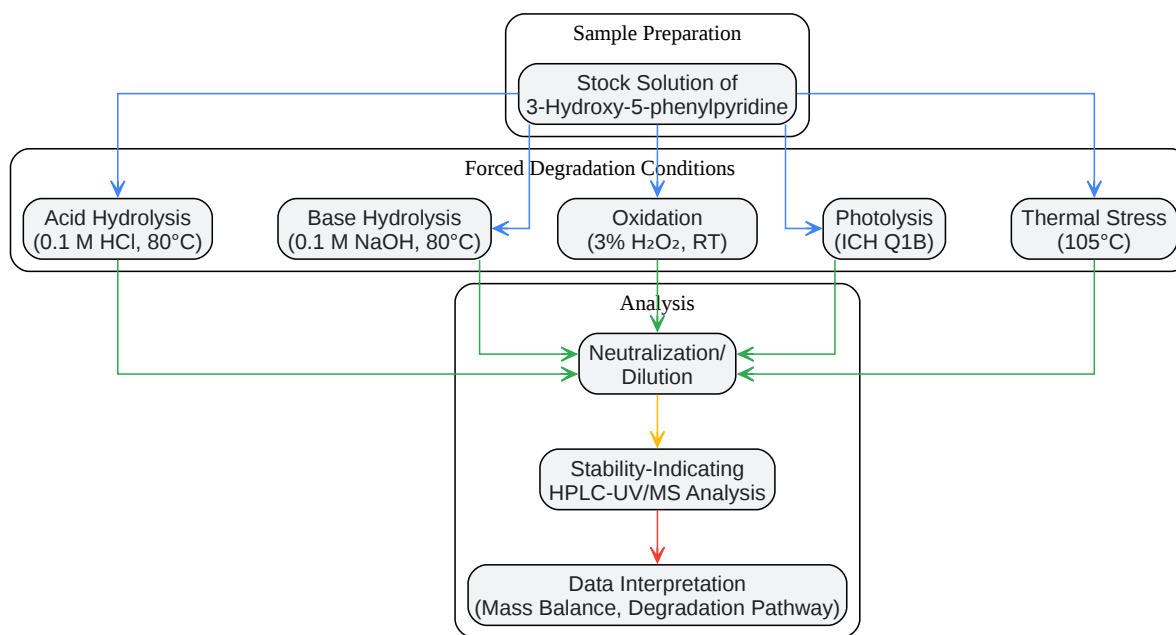 Sample Preparation
Stock Solution of
3-Hydroxy-5-phenylpyridine
Forced Degradation Conditions
Acid Hydrolysis
(0.1 M HCl, 80°C)
Base Hydrolysis
(0.1 M NaOH, 80°C)
Oxidation
(3% H₂O₂, RT)
Photolysis
(ICH Q1B)
Thermal Stress
(105°C)
Analysis
Neutralization/
Dilution
Stability-Indicating
HPLC-UV/MS Analysis
Data Interpretation
(Mass Balance, Degradation Pathway)